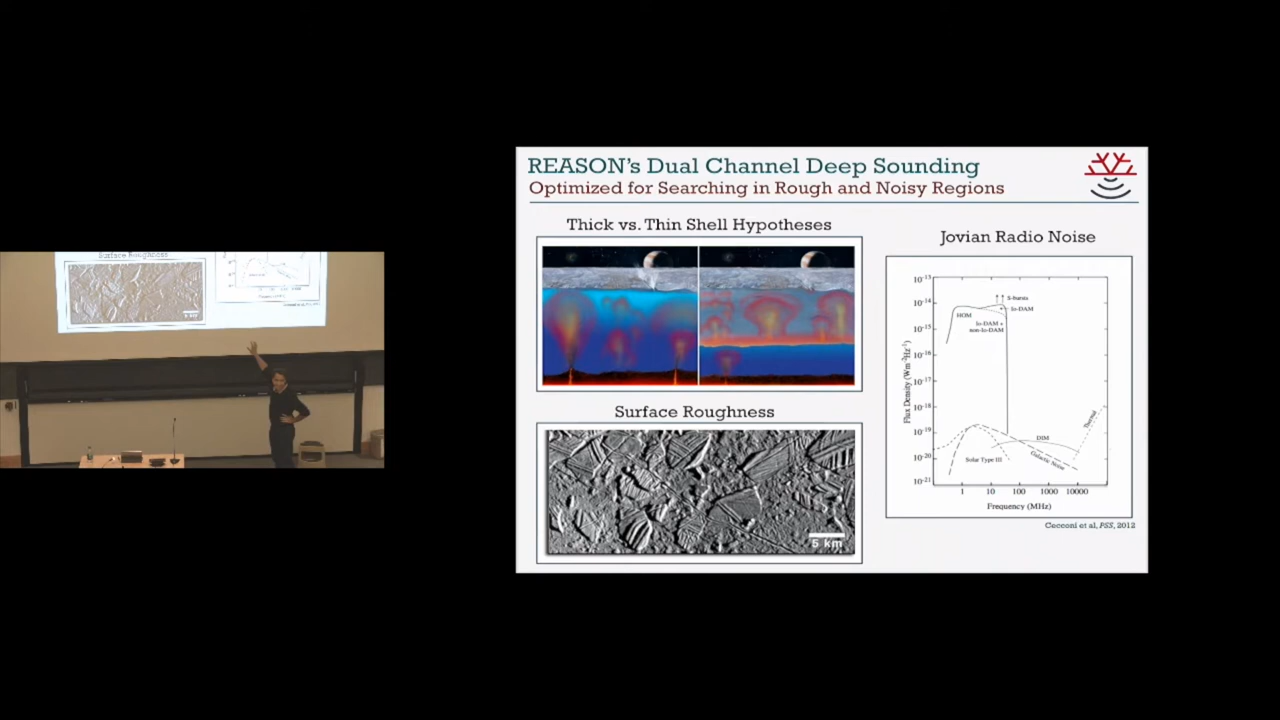 REASON's Dual Channel Deep Sounding
Optimized for Searching in Rough and Noisy Regions
Thick vs. Thin Shell Hypotheses
Surface Roughness
5 km
Jovian Radio Noise
10-13
10-14
10-15
10-16
10-17
10-18
10-19
10-20
10-21
Flux Density (Wm-2Hz-1)
S-bursts
Io-DAM
HOM
Io-DAM +
non-Io-DAM
DIM
Thermal
Solar Type III
Galactic Noise
1 10 100 1000 10000
Frequency (MHz)
Cecconi et al, PSS, 2012
Surface Roughness
5 km